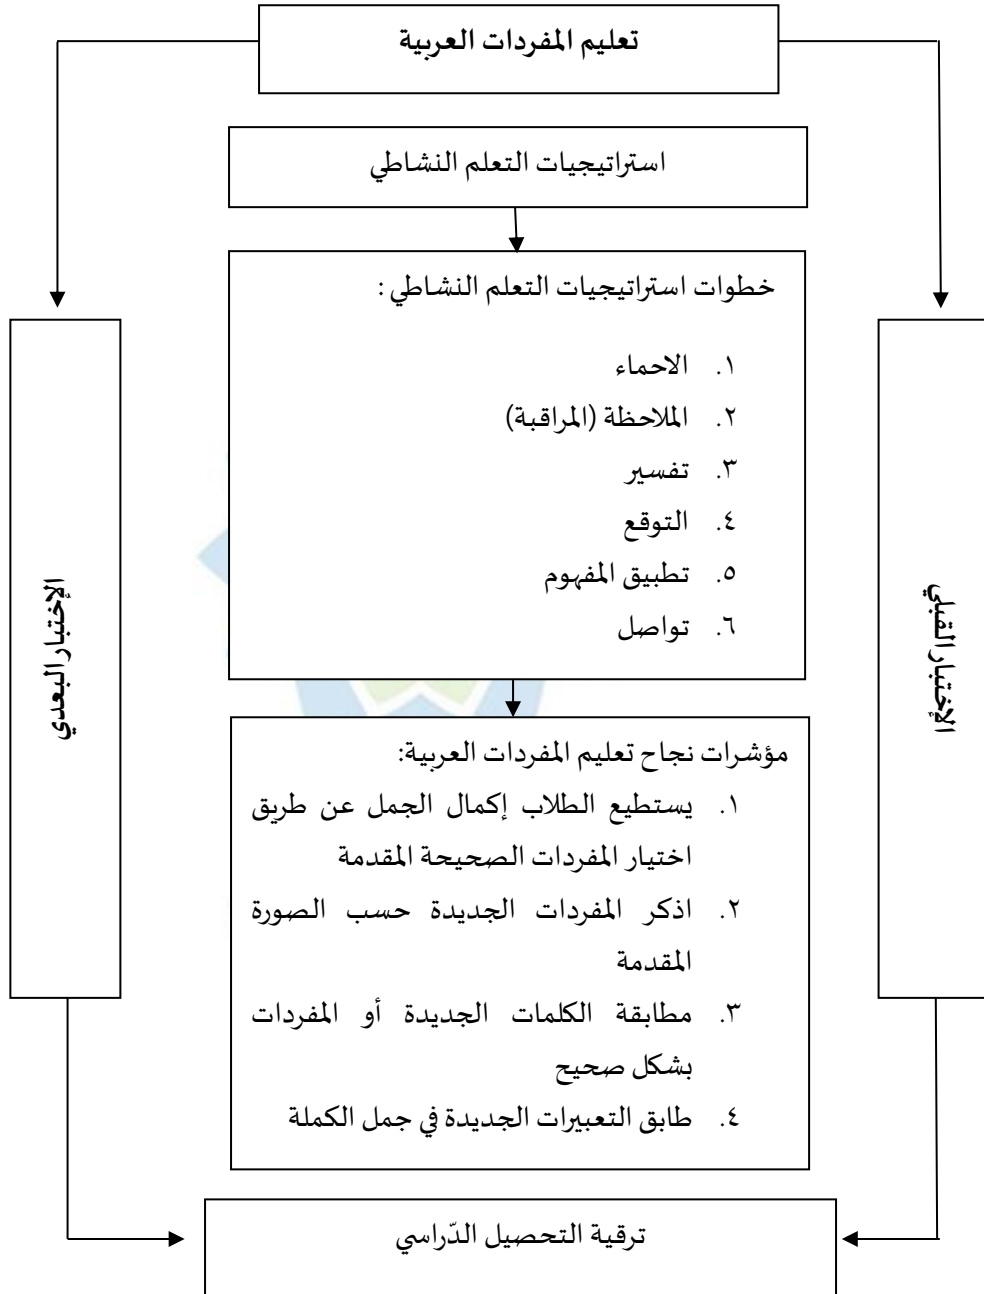 تعليم المفردات العربية
استراتيجيات التعلم النشاطي
خطوات استراتيجيات التعلم النشاطي :
١. الاحماء
٢. الملاحظة (المراقبة)
٣. تفسير
٤. التوقع
٥. تطبيق المفهوم
٦. تواصل
الإختبار القبلي
الإختبار البعدي
مؤشرات نجاح تعليم المفردات العربية:
١. يستطيع الطلاب إكمال الجمل عن طريق
اختيار المفردات الصحيحة المقدمة
٢. اذكر المفردات الجديدة حسب الصورة
المقدمة
٣. مطابقة الكلمات الجديدة أو المفردات
بشكل صحيح
٤. طابق التعبيرات الجديدة في جمل الكملة
ترقية التحصيل الدّراسي